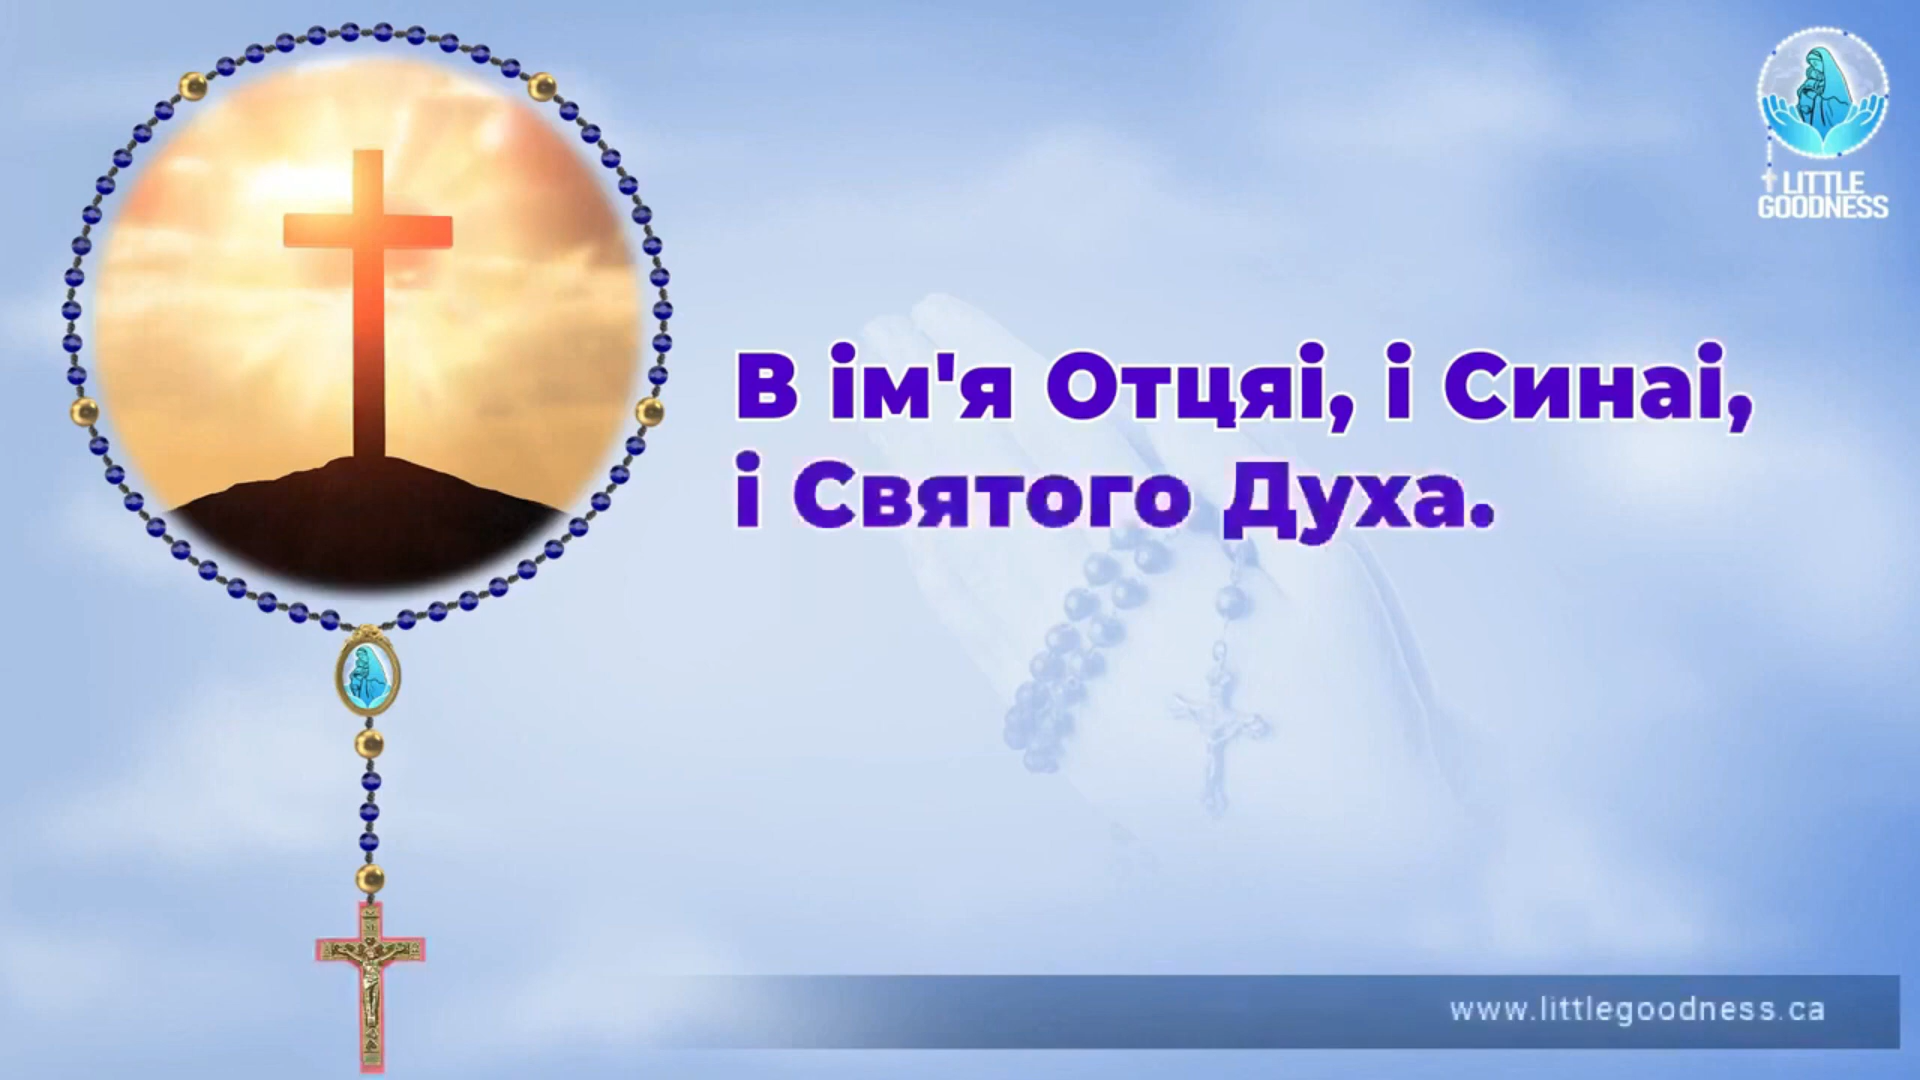 LITTLE
GOODNESS
В ім'я Отцяі, і Синаі,
і Святого Духа.
www.littlegoodness.ca